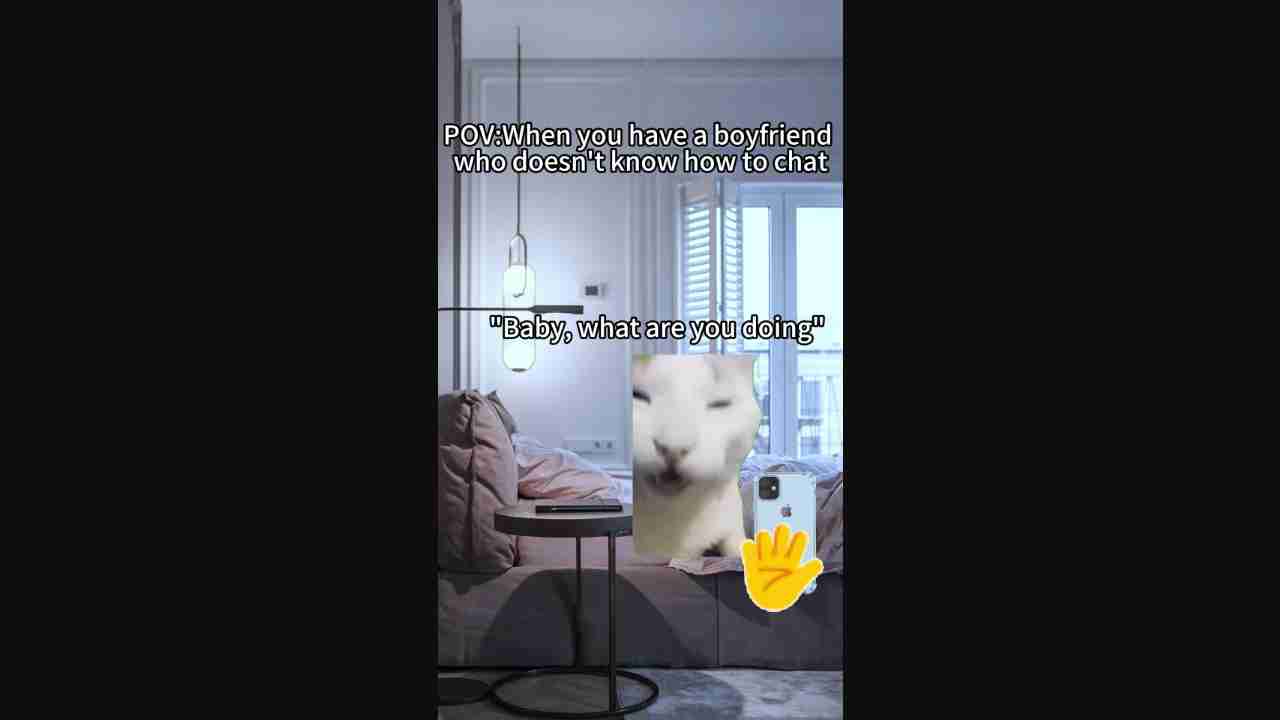 POV:When you have a boyfriend
who doesn't know how to chat
"Baby, what are you doing"